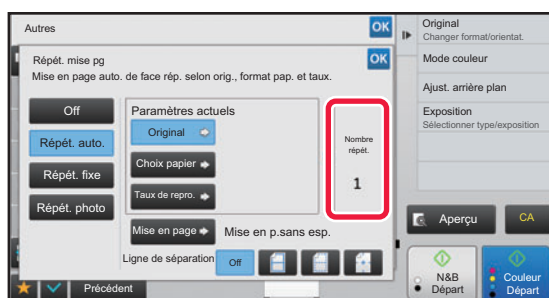 Autres
OK
Répét. mise pg
OK
Mise en page auto. de face rép. selon orig., format pap. et taux.
Off
Répét. auto.
Répét. fixe
Répét. photo
Paramètres actuels
Original
Choix papier
Taux de repro.
Nombre
répét.
1
Mise en page
Mise en p.sans esp.
Ligne de séparation
Off
Précédent
Original
Changer format/orientat.
Mode couleur
Ajust. arrière plan
Exposition
Sélectionner type/exposition
Aperçu
CA
N&B
Départ
Couleur
Départ